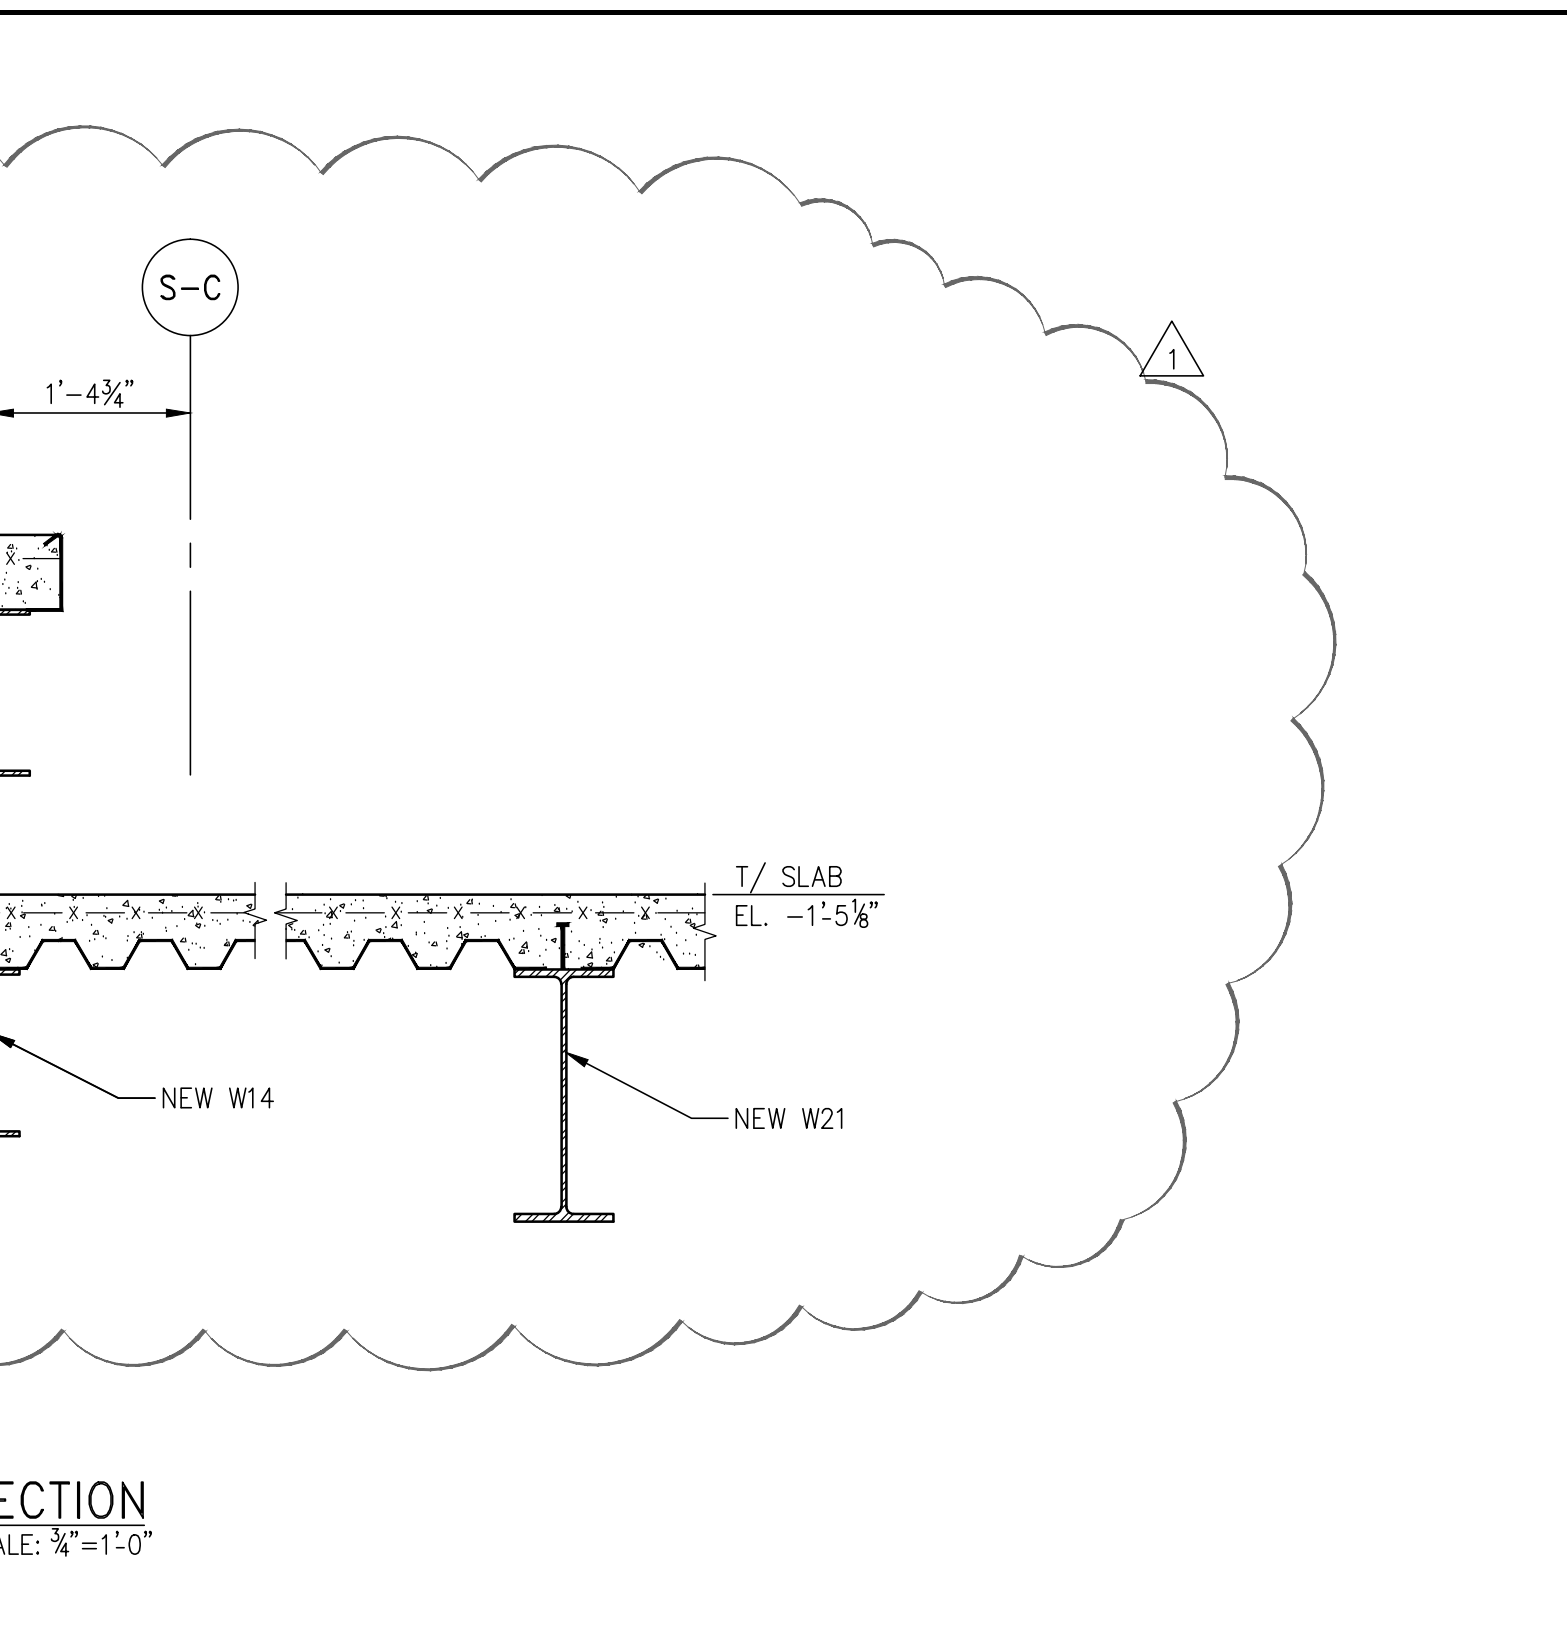 S-C
1'-4¾"
1
T/ SLAB
EL. -1'-5⅛"
NEW W14
NEW W21
ECTION
ALE: ¾"=1'-0"